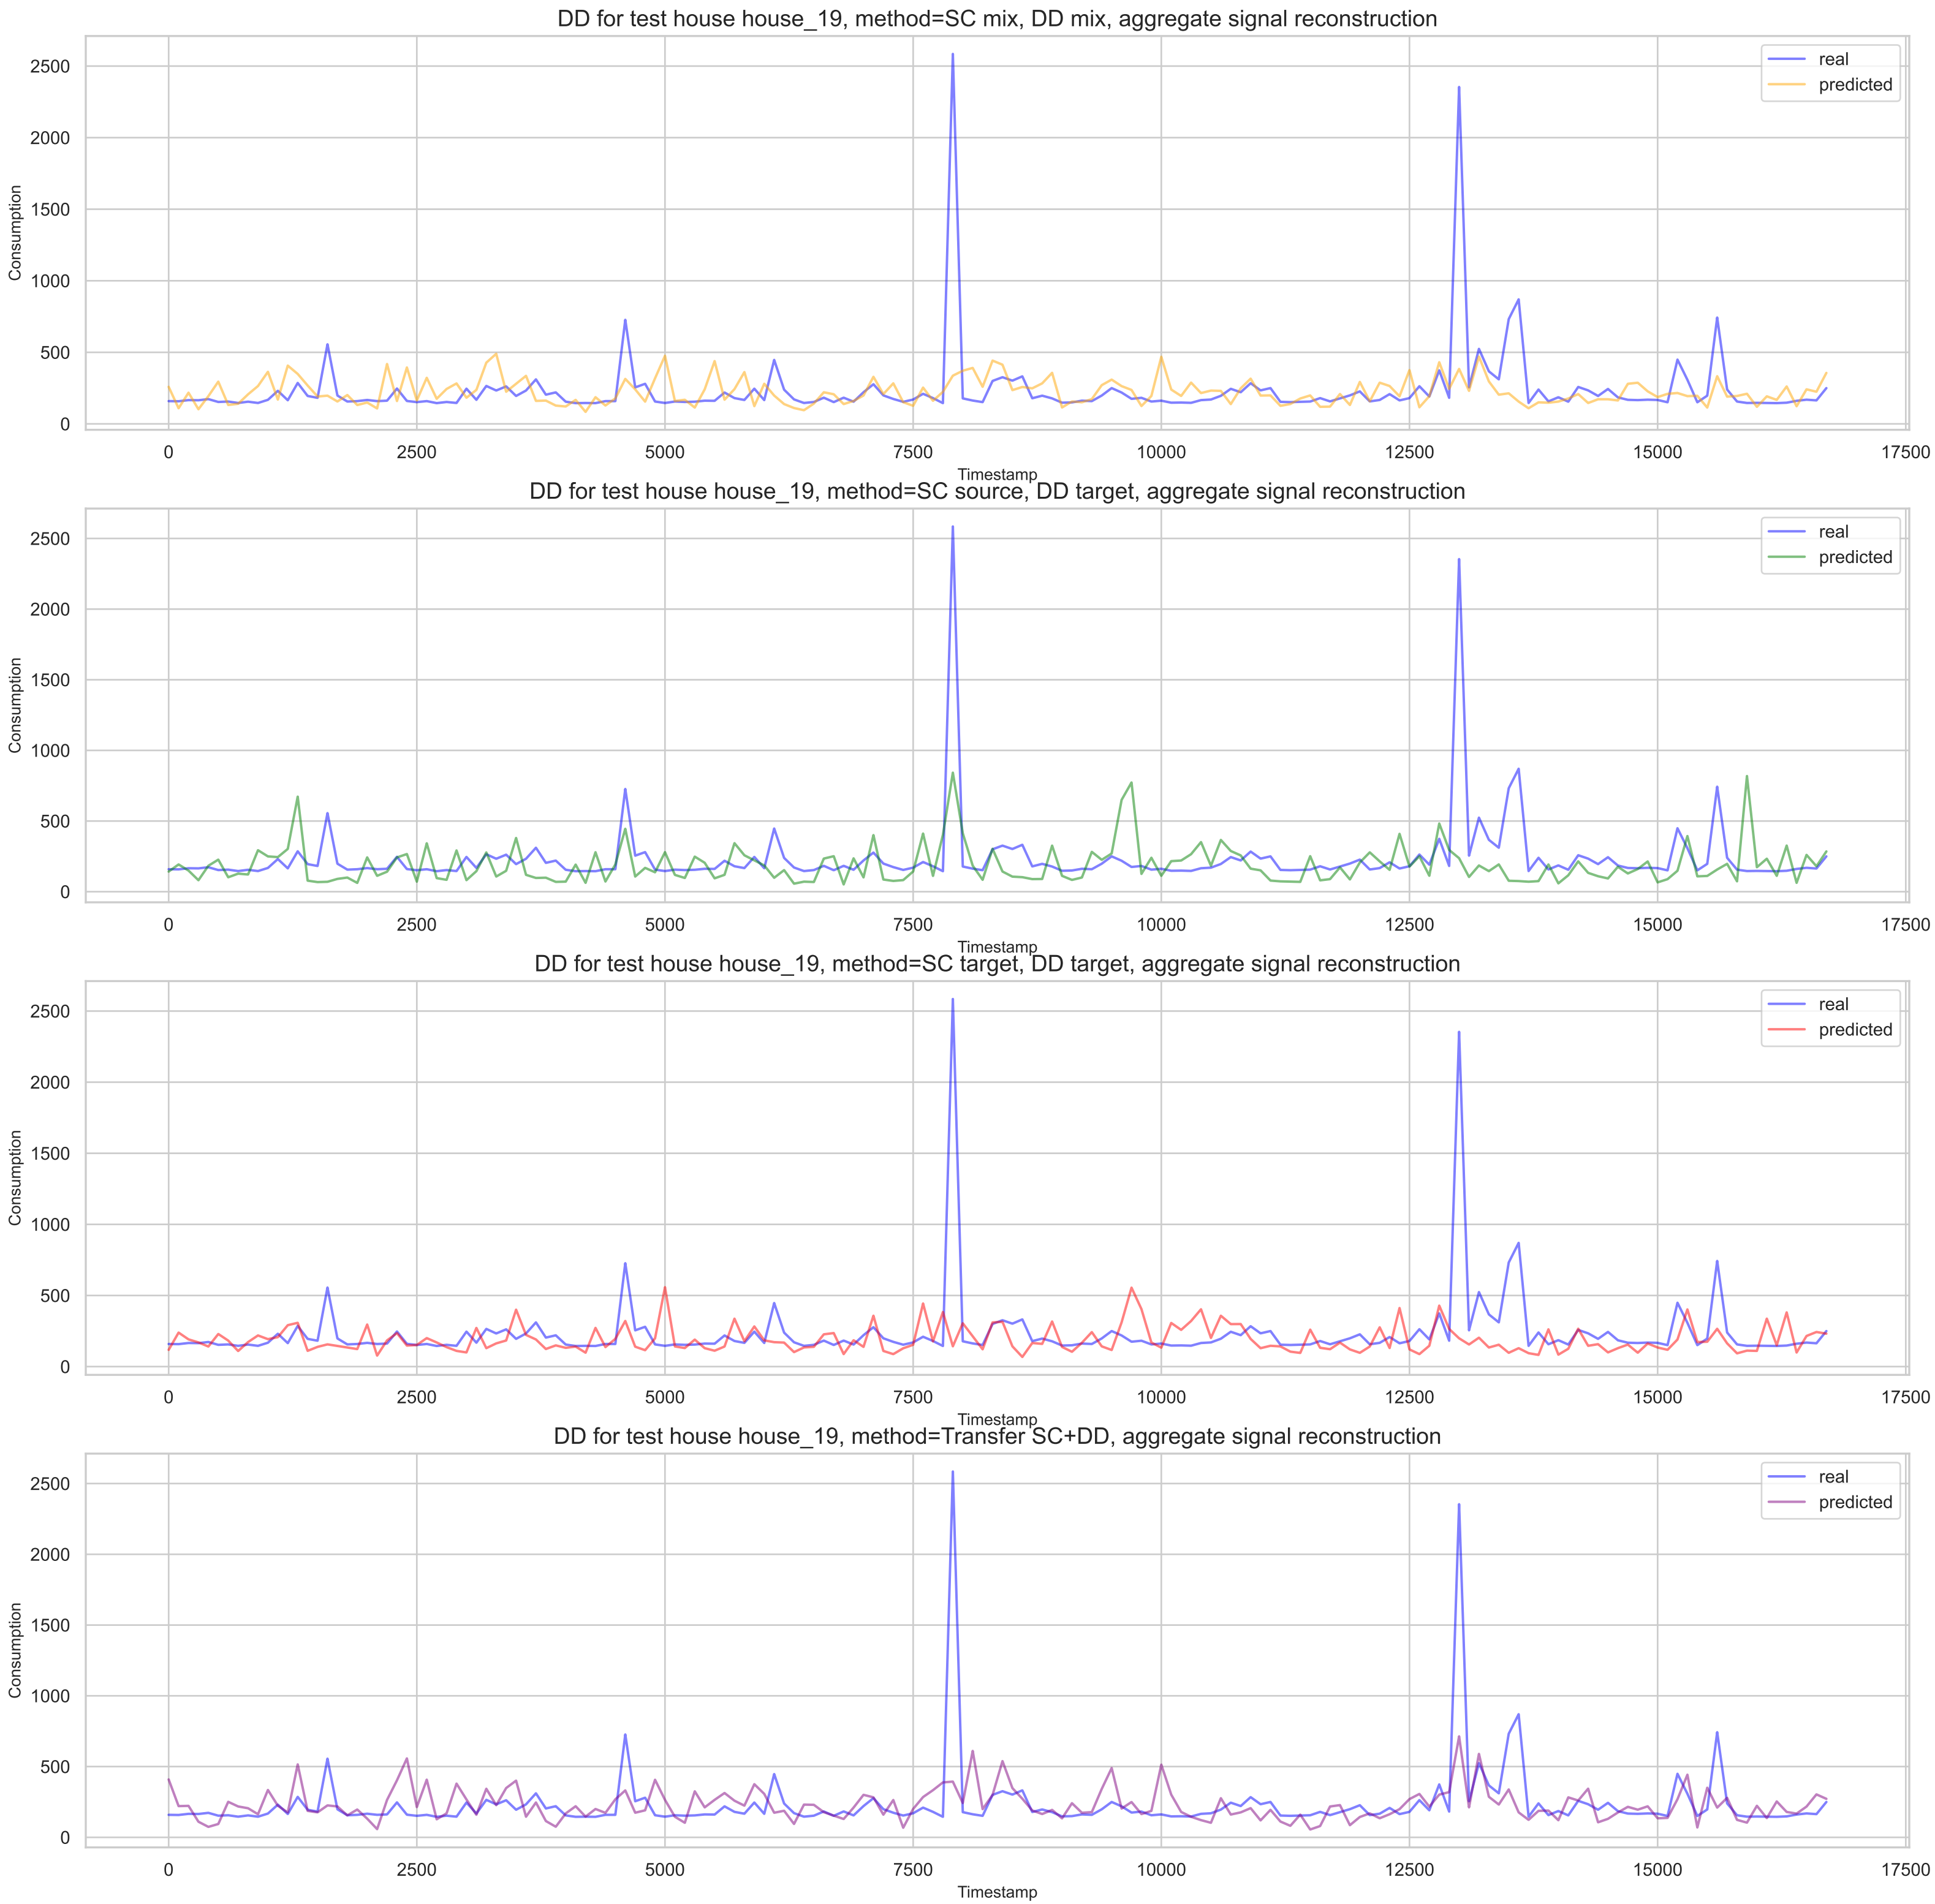 DD for test house house_19, method=SC mix, DD mix, aggregate signal reconstruction
real
predicted
Consumption
2500
2000
1500
1000
500
0
0 2500 5000 7500 10000 12500 15000 17500
Timestamp
DD for test house house_19, method=SC source, DD target, aggregate signal reconstruction
real
predicted
Consumption
2500
2000
1500
1000
500
0
0 2500 5000 7500 10000 12500 15000 17500
Timestamp
DD for test house house_19, method=SC target, DD target, aggregate signal reconstruction
real
predicted
Consumption
2500
2000
1500
1000
500
0
0 2500 5000 7500 10000 12500 15000 17500
Timestamp
DD for test house house_19, method=Transfer SC+DD, aggregate signal reconstruction
real
predicted
Consumption
2500
2000
1500
1000
500
0
0 2500 5000 7500 10000 12500 15000 17500
Timestamp